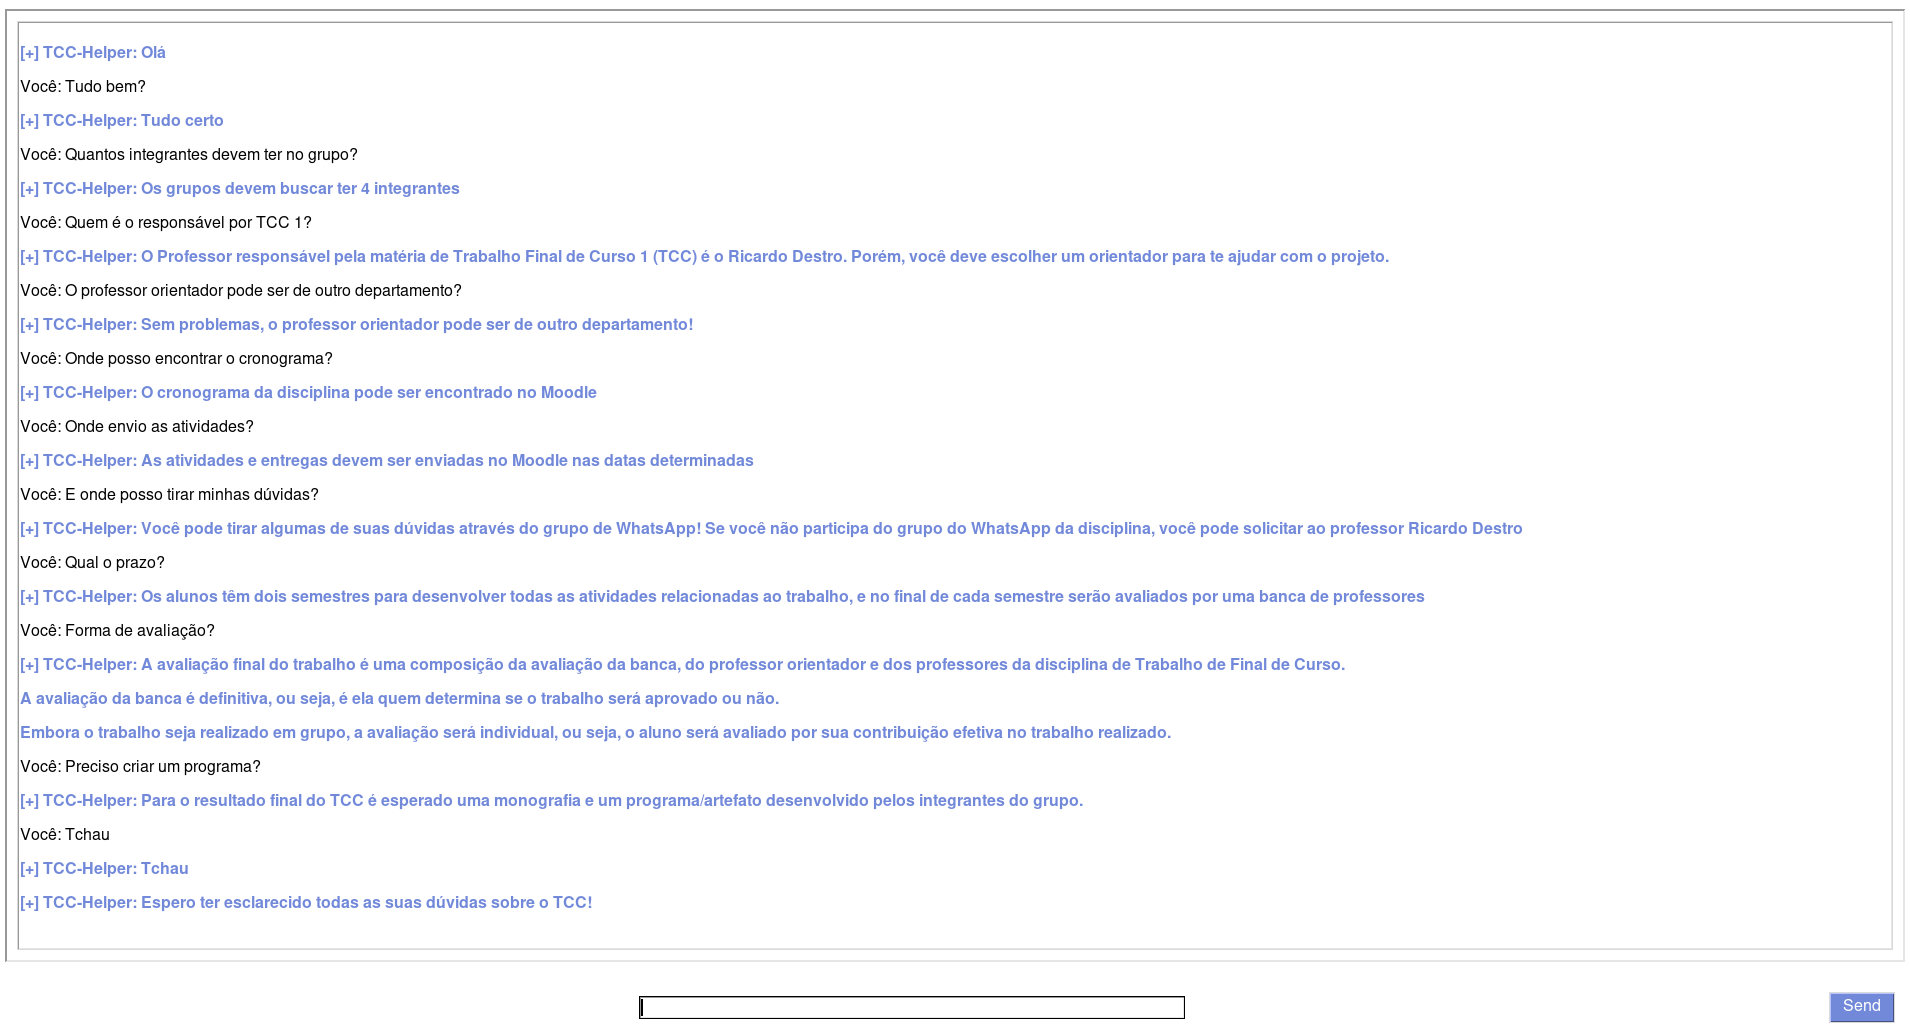 [+] TCC-Helper: Olá
Você: Tudo bem?
[+] TCC-Helper: Tudo certo
Você: Quantos integrantes devem ter no grupo?
[+] TCC-Helper: Os grupos devem buscar ter 4 integrantes
Você: Quem é o responsável por TCC 1?
[+] TCC-Helper: O Professor responsável pela matéria de Trabalho Final de Curso 1 (TCC) é o Ricardo Destro. Porém, você deve escolher um orientador para te ajudar com o projeto.
Você: O professor orientador pode ser de outro departamento?
[+] TCC-Helper: Sem problemas, o professor orientador pode ser de outro departamento!
Você: Onde posso encontrar o cronograma?
[+] TCC-Helper: O cronograma da disciplina pode ser encontrado no Moodle
Você: Onde envio as atividades?
[+] TCC-Helper: As atividades e entregas devem ser enviadas no Moodle nas datas determinadas
Você: E onde posso tirar minhas dúvidas?
[+] TCC-Helper: Você pode tirar algumas de suas dúvidas através do grupo de WhatsApp! Se você não participa do grupo do WhatsApp da disciplina, você pode solicitar ao professor Ricardo Destro
Você: Qual o prazo?
[+] TCC-Helper: Os alunos têm dois semestres para desenvolver todas as atividades relacionadas ao trabalho, e no final de cada semestre serão avaliados por uma banca de professores
Você: Forma de avaliação?
[+] TCC-Helper: A avaliação final do trabalho é uma composição da avaliação da banca, do professor orientador e dos professores da disciplina de Trabalho de Final de Curso.
A avaliação da banca é definitiva, ou seja, é ela quem determina se o trabalho será aprovado ou não.
Embora o trabalho seja realizado em grupo, a avaliação será individual, ou seja, o aluno será avaliado por sua contribuição efetiva no trabalho realizado.
Você: Preciso criar um programa?
[+] TCC-Helper: Para o resultado final do TCC é esperado uma monografia e um programa/artefato desenvolvido pelos integrantes do grupo.
Você: Tchau
[+] TCC-Helper: Tchau
[+] TCC-Helper: Espero ter esclarecido todas as suas dúvidas sobre o TCC!
Send